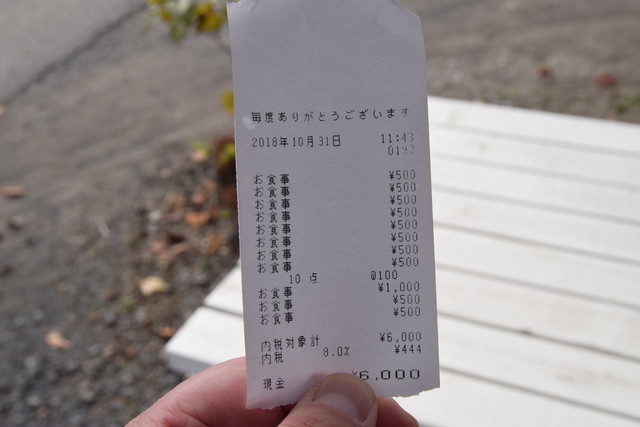 毎度ありがとうございます
2018年10月31日 11:43
お食事 ¥500
お食事 ¥500
お食事 ¥500
お食事 ¥500
お食事 ¥500
お食事 ¥500
お食事 ¥500
お食事 ¥500
10 点 @100
お食事 ¥1,000
お食事 ¥500
お食事 ¥500
内税対象計 ¥6,000
内税 8.0% ¥444
現金 ¥6,000